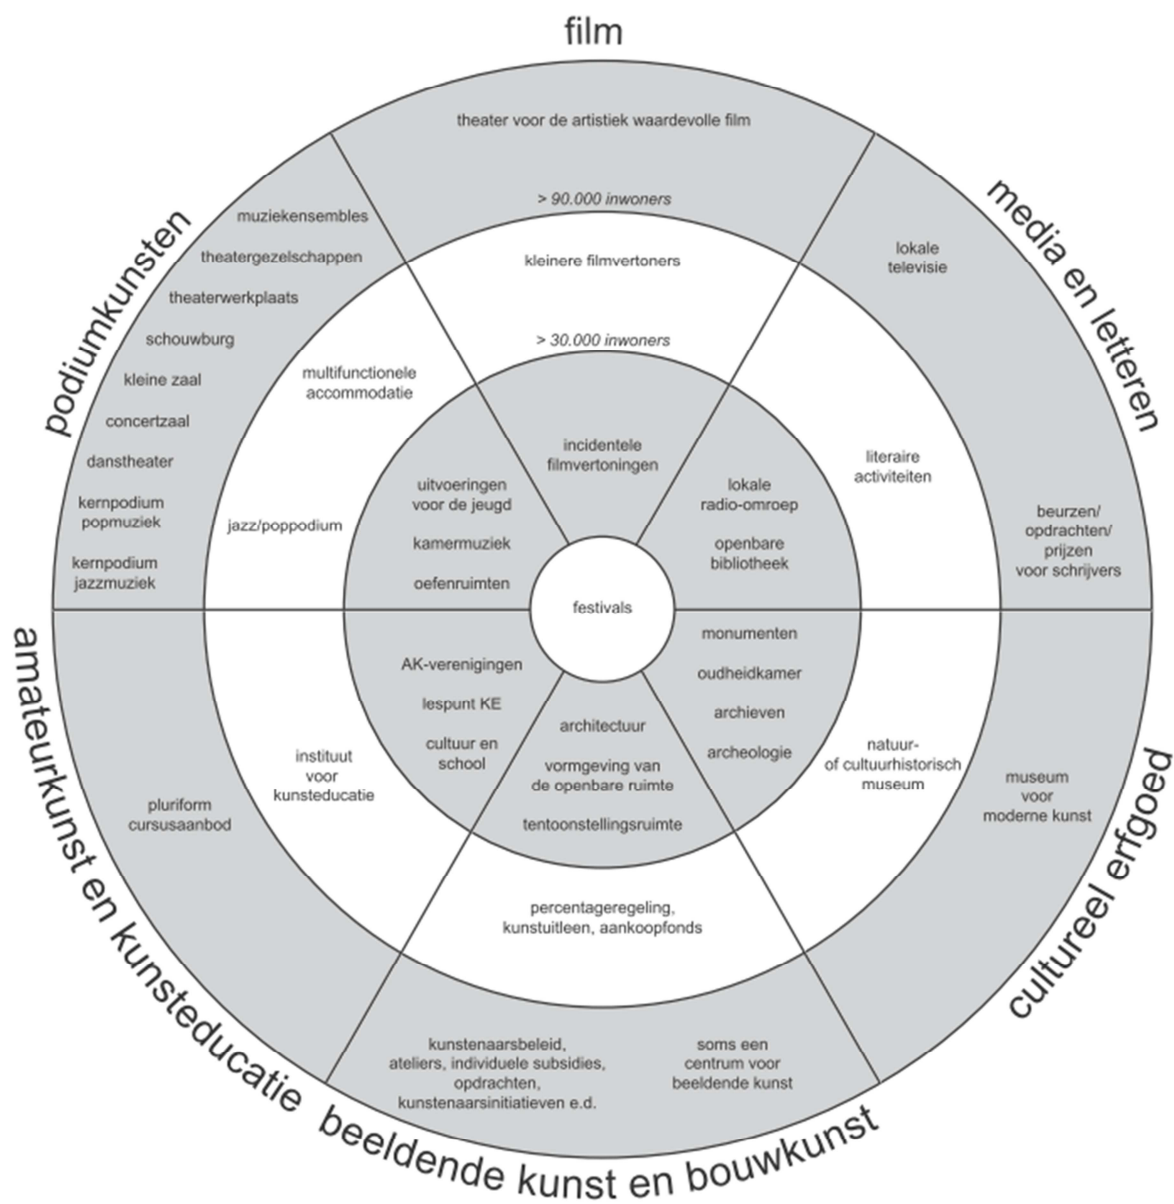 film
theater voor de artistiek waardevolle film
> 90.000 inwoners
kleinere filmvertoners
> 30.000 inwoners
incidentele
filmvertoningen
media en letteren
lokale
televisie
beurzen/
opdrachten/
prijzen
voor schrijvers
literaire
activiteiten
lokale
radio-omroep
openbare
bibliotheek
podiumkunsten
muziekensembles
theatergezelschappen
theaterwerkplaats
schouwburg
kleine zaal
concertzaal
danstheater
kernpodium
popmuziek
kernpodium
jazzmuziek
multifunctionele
accommodatie
jazz/poppodium
uitvoeringen
voor de jeugd
kamermuziek
oefenruimten
festivals
amateurkunst en kunsteducatie
pluriform
cursusaanbod
instituut
voor
kunsteducatie
AK-verenigingen
lespunt KE
cultuur en
school
architectuur
vormgeving van
de openbare ruimte
tentoonstellingsruimte
percentageregeling,
kunstuitleen, aankoopfonds
kunstenaarsbeleid,
ateliers, individuele subsidies,
opdrachten,
kunstenaarsinitiatieven e.d.
soms een
centrum voor
beeldende kunst
beeldende kunst en bouwkunst
monumenten
oudheidkamer
archieven
archeologie
natuur-
of cultuurhistorisch
museum
museum
voor
moderne kunst
cultureel erfgoed